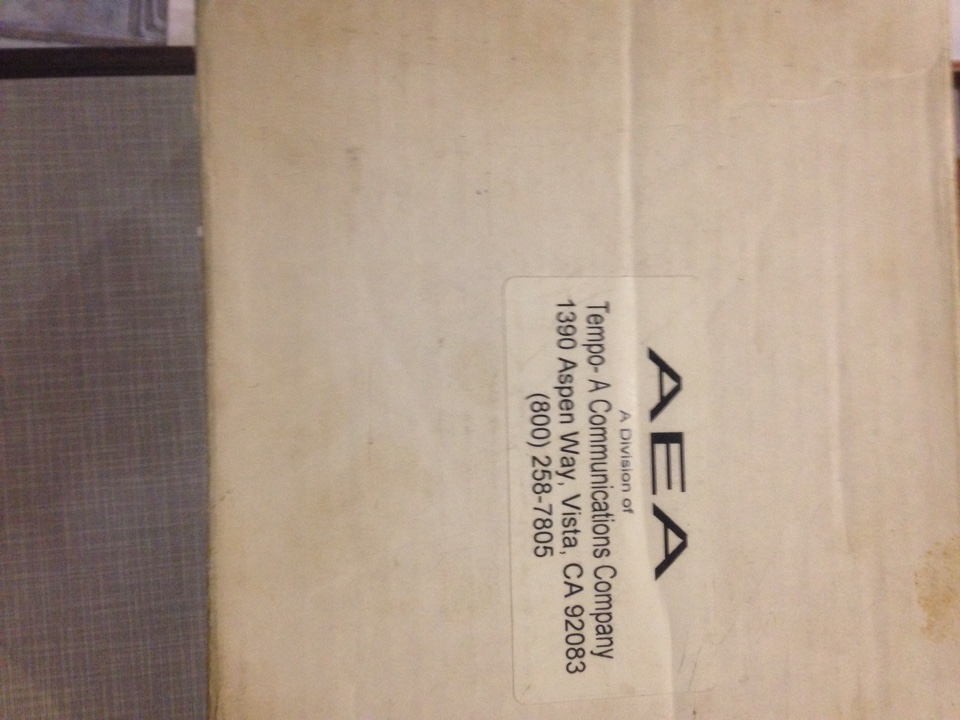 AEA
A Division of
Tempo- A Communications Company
1390 Aspen Way, Vista, CA 92083
(800) 258-7805